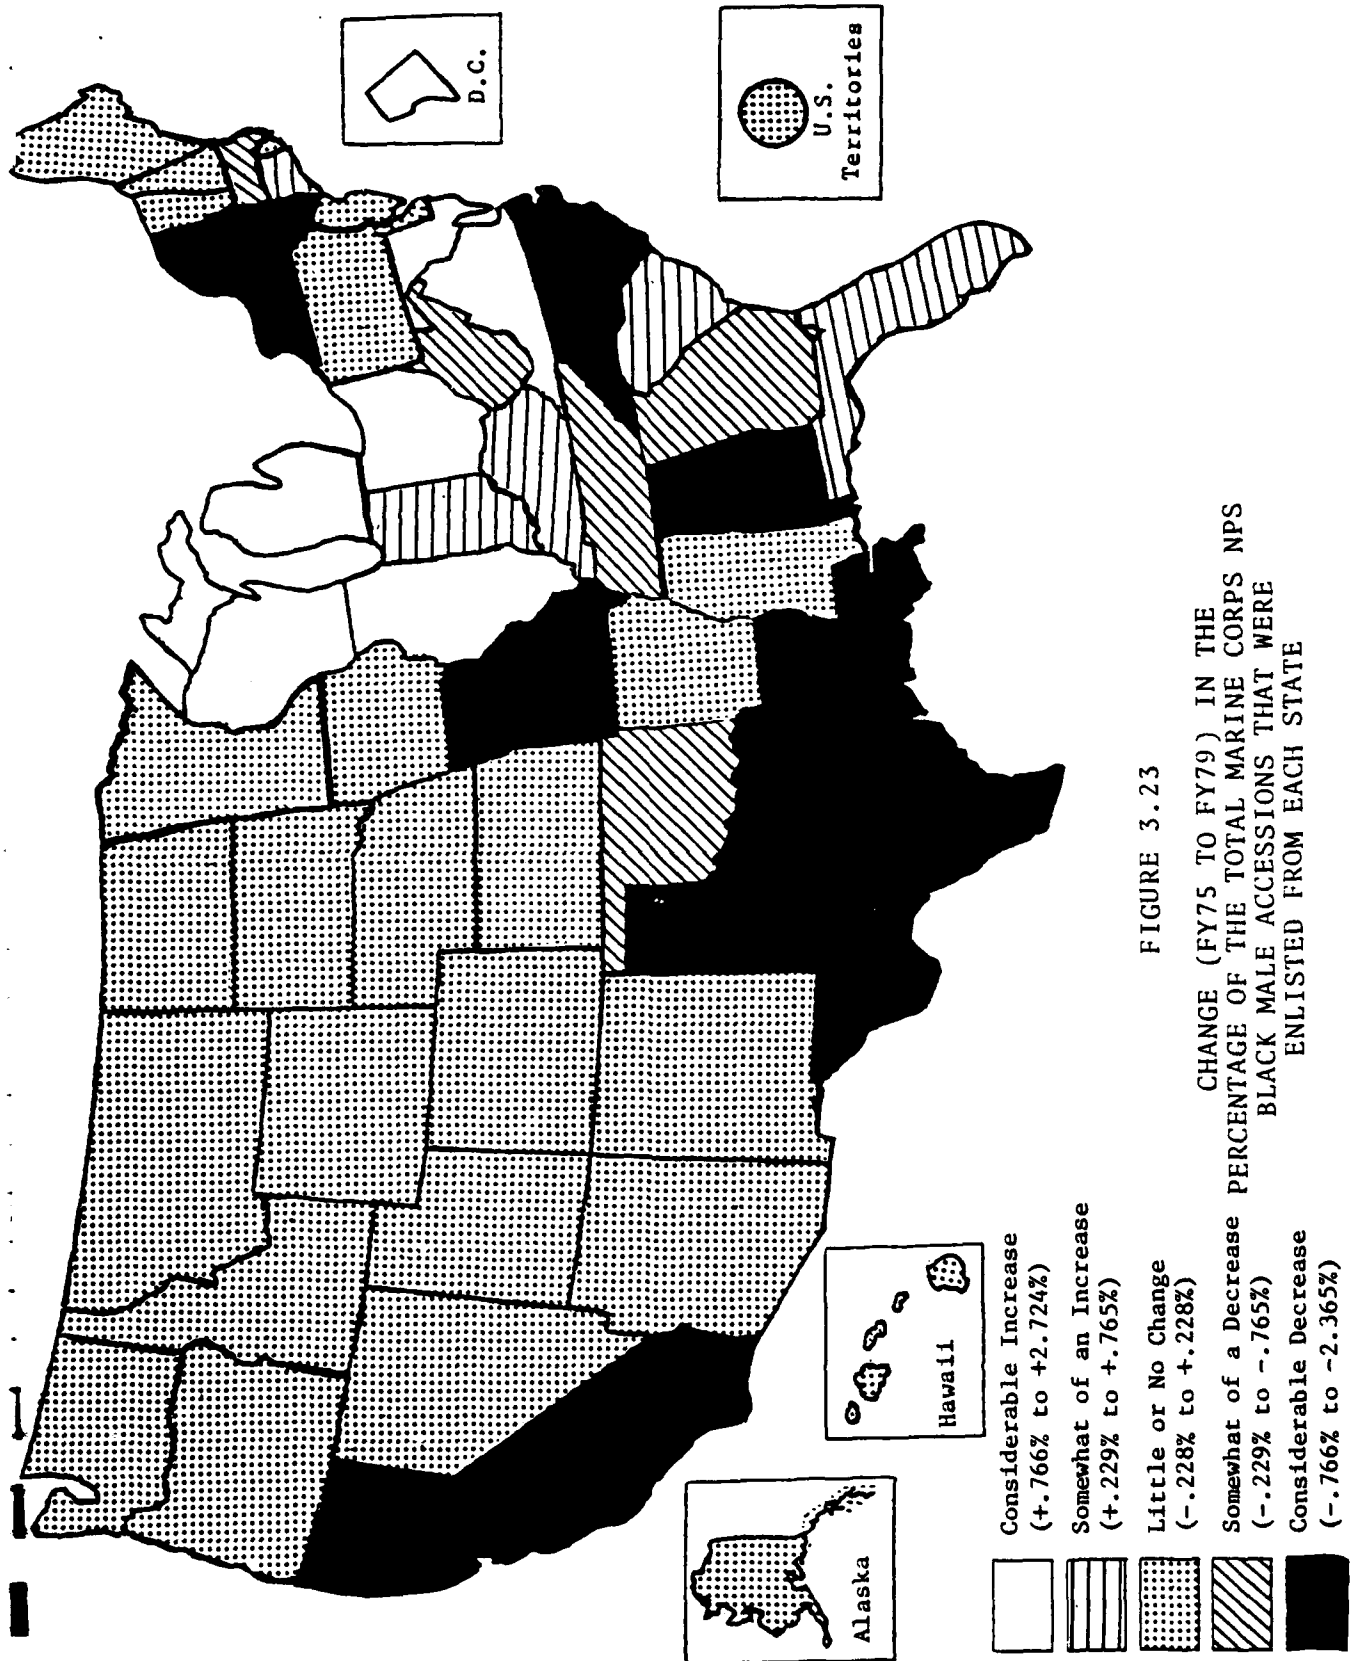 D.C.
U.S.
Territories
Alaska
Hawaii
Considerable Increase
(+.766% to +2.724%)
Somewhat of an Increase
(+.229% to +.765%)
Little or No Change
(-.228% to +.228%)
Somewhat of a Decrease
(-.229% to -.765%)
Considerable Decrease
(-.766% to -2.365%)
FIGURE 3.23
CHANGE (FY75 TO FY79) IN THE
PERCENTAGE OF THE TOTAL MARINE CORPS NPS
BLACK MALE ACCESSIONS THAT WERE
ENLISTED FROM EACH STATE